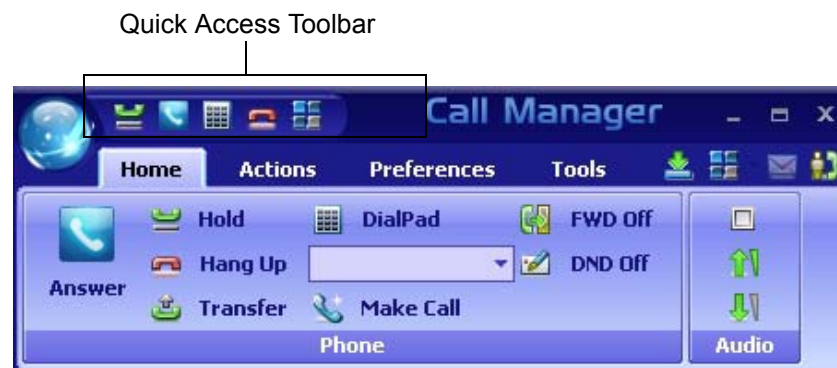 Quick Access Toolbar
Call Manager
Home Actions Preferences Tools
Hold DialPad FWD Off
Answer Hang Up DND Off
Transfer Make Call
Phone Audio